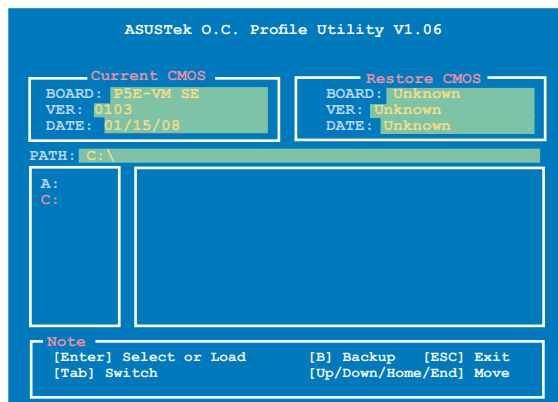 ASUSTek O.C. Profile Utility V1.06
Current CMOS
BOARD: P5E-VM SE
VER: 0103
DATE: 01/15/08
Restore CMOS
BOARD: Unknown
VER: Unknown
DATE: Unknown
PATH: C:\
A:
C:
Note
[Enter] Select or Load [B] Backup [ESC] Exit
[Tab] Switch [Up/Down/Home/End] Move